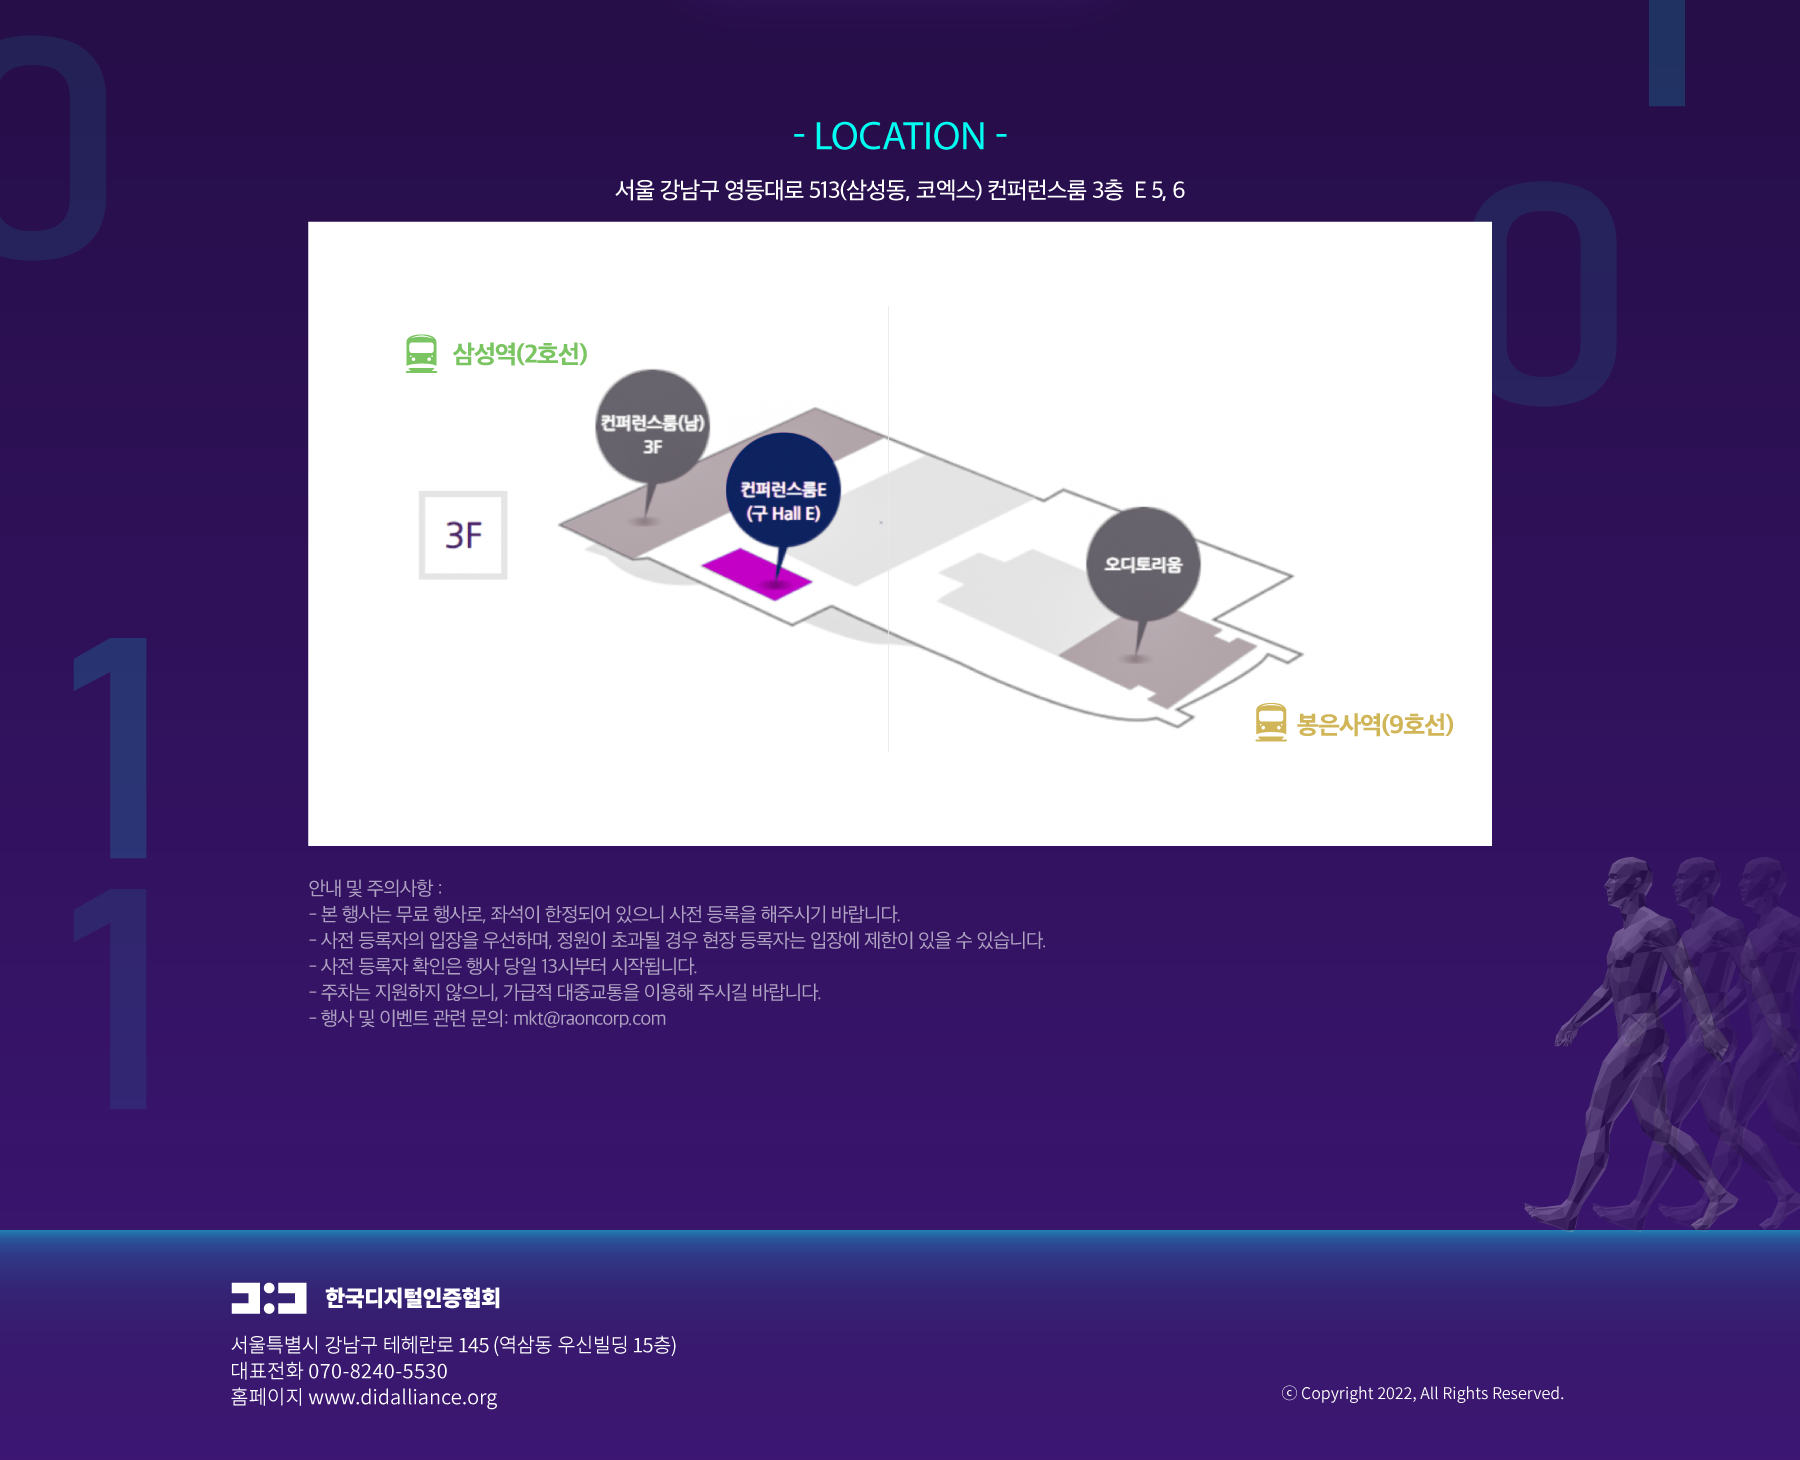 - LOCATION -
서울 강남구 영동대로 513(삼성동, 코엑스) 컨퍼런스룸 3층 E 5, 6
삼성역(2호선)
컨퍼런스룸(남)
3F
컨퍼런스룸E
(구 Hall E)
3F
오디토리움
봉은사역(9호선)
안내 및 주의사항 :
- 본 행사는 무료 행사로, 좌석이 한정되어 있으니 사전 등록을 해주시기 바랍니다.
- 사전 등록자의 입장을 우선하며, 정원이 초과될 경우 현장 등록자는 입장에 제한이 있을 수 있습니다.
- 사전 등록자 확인은 행사 당일 13시부터 시작됩니다.
- 주차는 지원하지 않으니, 가급적 대중교통을 이용해 주시길 바랍니다.
- 행사 및 이벤트 관련 문의: mkt@raoncorp.com
한국디지털인증협회
서울특별시 강남구 테헤란로 145 (역삼동 우신빌딩 15층)
대표전화 070-8240-5530
홈페이지 www.didalliance.org
ⓒ Copyright 2022, All Rights Reserved.
0
1
0
1
1